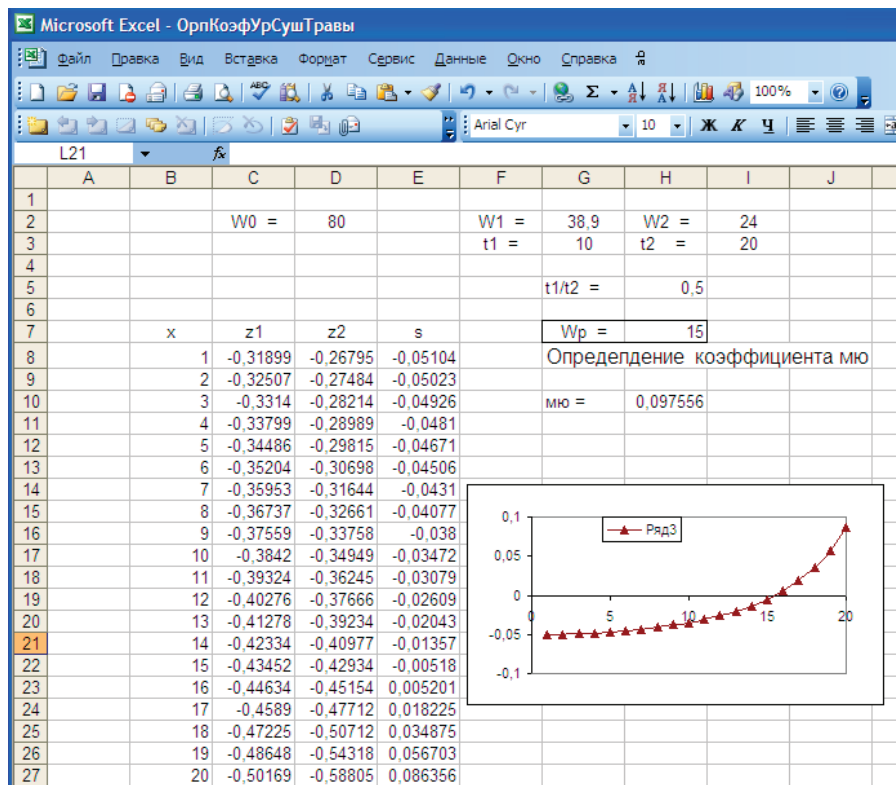 Microsoft Excel - ОрпКоэфУрСушТравы
Файл Правка Вид Вставка Формат Сервис Данные Окно Справка
100%
Arial Cyr 10 Ж К Ч
L21 fx
A B C D E F G H I J
1
2 W0 = 80 W1 = 38,9 W2 = 24
3 t1 = 10 t2 = 20
4
5 t1/t2 = 0,5
6
7 x z1 z2 s Wp = 15
8 1 -0,31899 -0,26795 -0,05104 Определдение коэффициента мю
9 2 -0,32507 -0,27484 -0,05023
10 3 -0,3314 -0,28214 -0,04926 мю = 0,097556
11 4 -0,33799 -0,28989 -0,0481
12 5 -0,34486 -0,29815 -0,04671
13 6 -0,35204 -0,30698 -0,04506
14 7 -0,35953 -0,31644 -0,0431
15 8 -0,36737 -0,32661 -0,04077
16 9 -0,37559 -0,33758 -0,038
17 10 -0,3842 -0,34949 -0,03472
18 11 -0,39324 -0,36245 -0,03079
19 12 -0,40276 -0,37666 -0,02609
20 13 -0,41278 -0,39234 -0,02043
21 14 -0,42334 -0,40977 -0,01357
22 15 -0,43452 -0,42934 -0,00518
23 16 -0,44634 -0,45154 0,005201
24 17 -0,4589 -0,47712 0,018225
25 18 -0,47225 -0,50712 0,034875
26 19 -0,48648 -0,54318 0,056703
27 20 -0,50169 -0,58805 0,086356
Ряд3
0,1
0,05
0
-0,05
-0,1
0 5 10 15 20